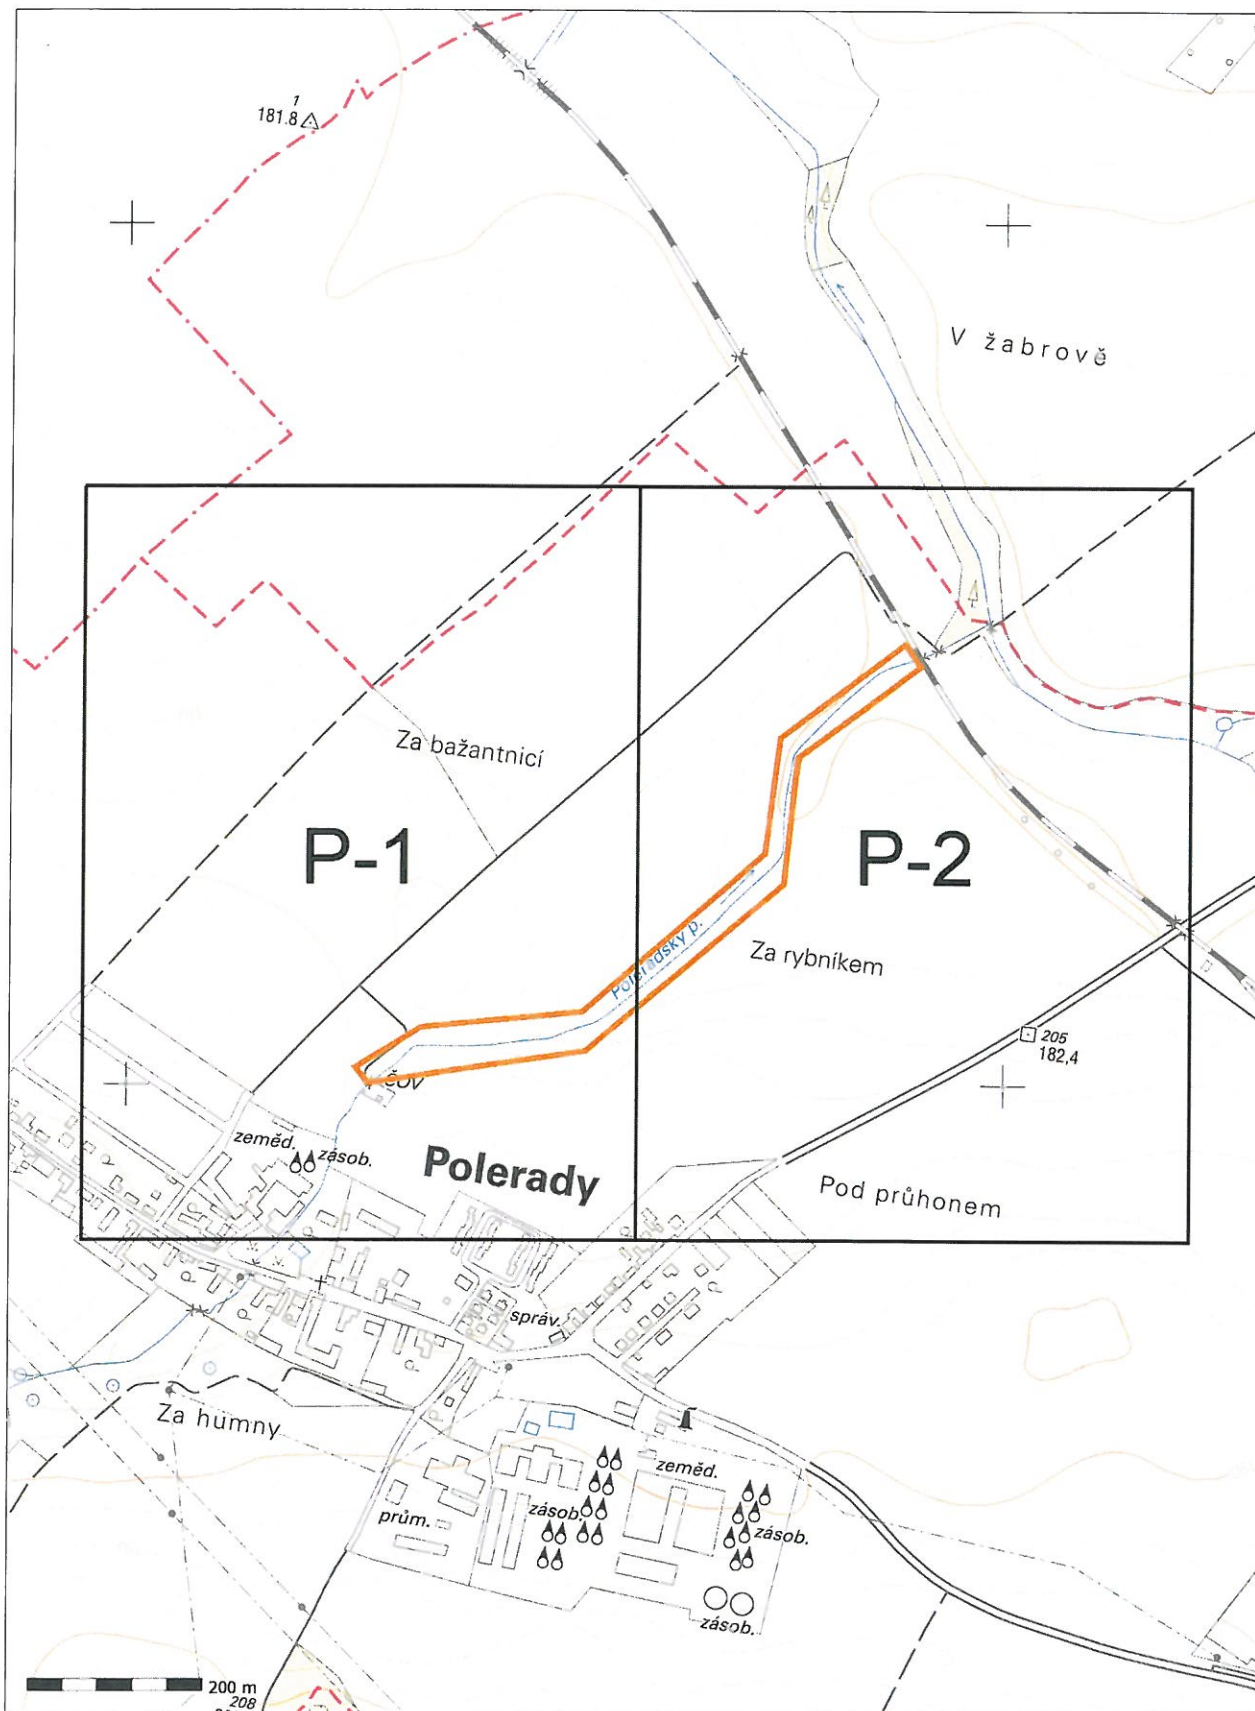 1
181.8
V žabrově
Za bažantnicí
P-1
P-2
Poleradský p.
Za rybníkem
205
182,4
ČOV
zeměd.
zásob.
Polerady
Pod průhonem
správ.
Za humny
zeměd.
zásob.
zásob.
prům.
zásob.
200 m
208